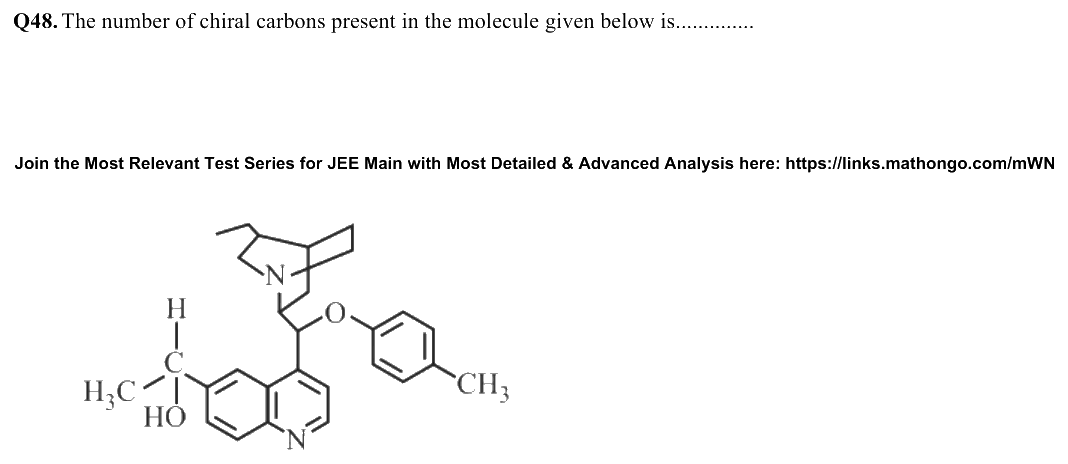 Q48. The number of chiral carbons present in the molecule given below is..............
Join the Most Relevant Test Series for JEE Main with Most Detailed & Advanced Analysis here: https://links.mathongo.com/mWN
N
H
O
C
H₃C
CH₃
HO
N